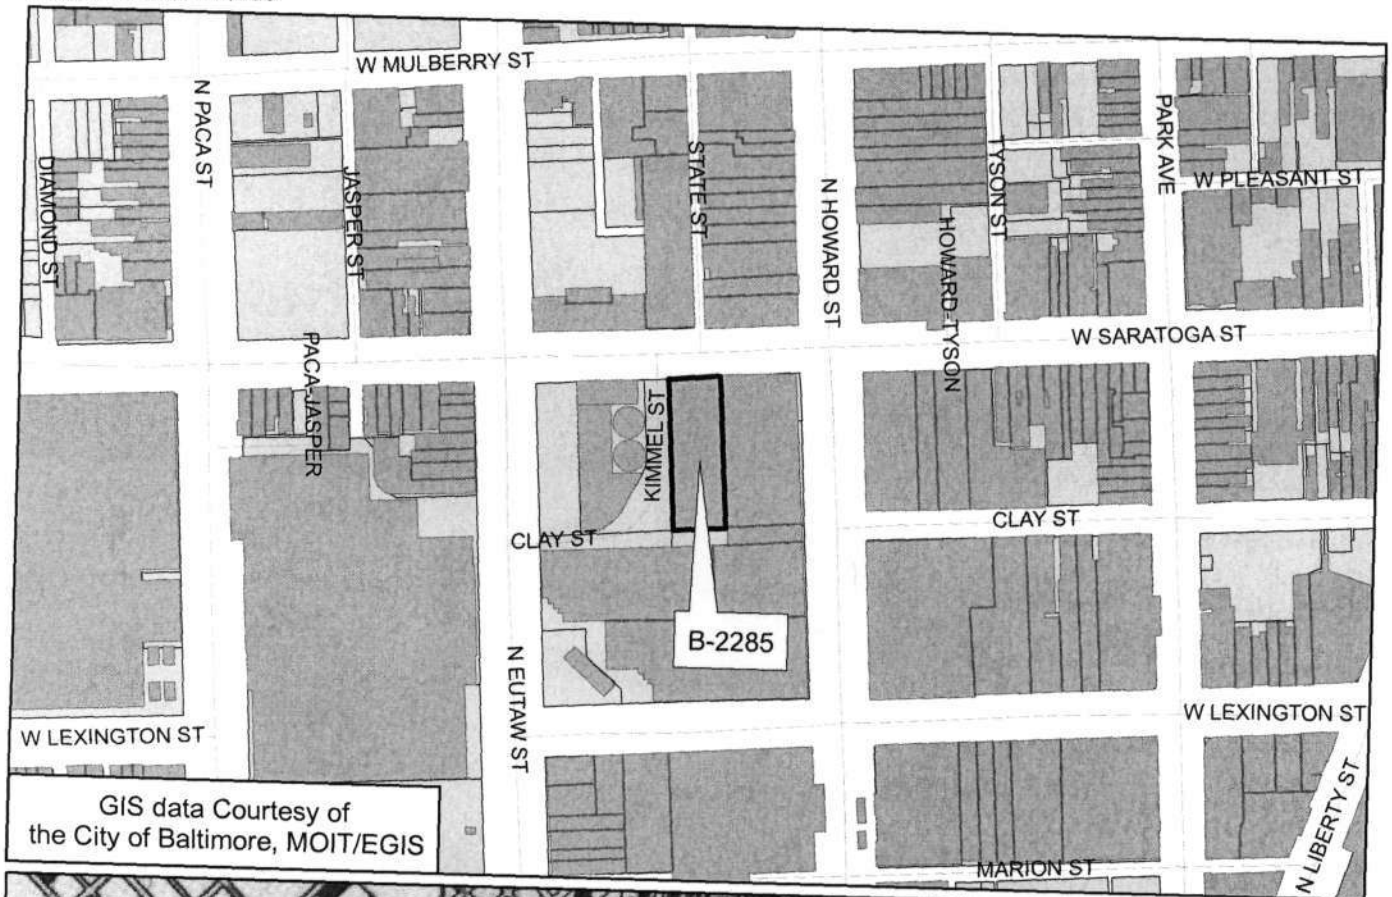 W MULBERRY ST
N PACA ST
DIAMOND ST
JASPER ST
STATE ST
N HOWARD ST
TYSON ST
PARK AVE
W PLEASANT ST
HOWARD-TYSON
W SARATOGA ST
PACA-JASPER
KIMMEL ST
CLAY ST
CLAY ST
B-2285
N EUTAW ST
W LEXINGTON ST
W LEXINGTON ST
GIS data Courtesy of
the City of Baltimore, MOIT/EGIS
MARION ST
N LIBERTY ST